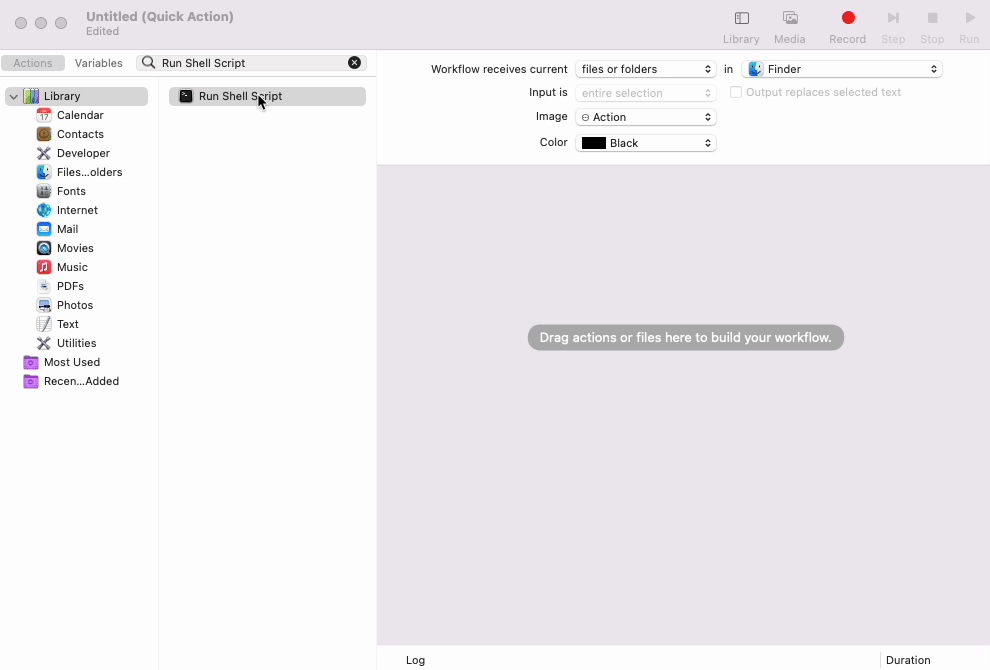 Untitled (Quick Action)
Edited
Library
Media
Record
Step
Stop
Run
Actions
Variables
Run Shell Script
Library
Calendar
17
Contacts
Developer
Files...olders
Fonts
Internet
Mail
Movies
Music
PDFs
Photos
Text
Utilities
Most Used
Recen...Added
Run Shell Script
Workflow receives current
files or folders
in
Finder
Input is
entire selection
Output replaces selected text
Image
Action
Color
Black
Drag actions or files here to build your workflow.
Log
Duration